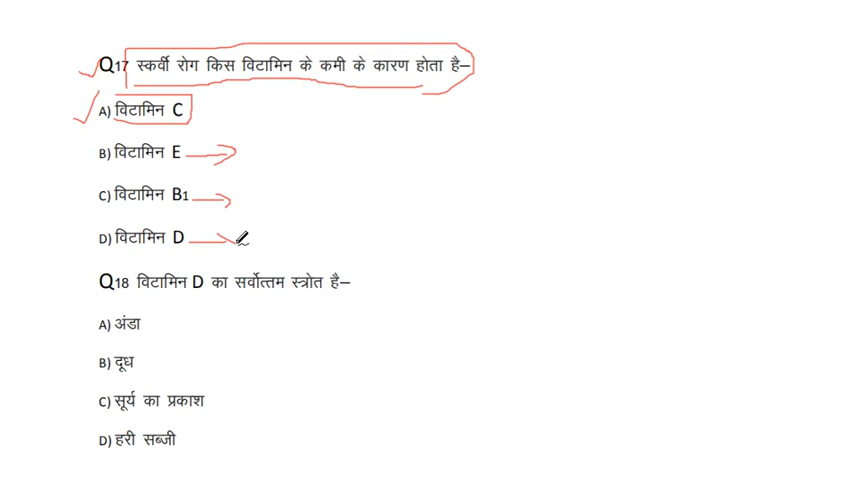 Q17 स्कर्वी रोग किस विटामिन के कमी के कारण होता है–
A) विटामिन C
B) विटामिन E
C) विटामिन B1
D) विटामिन D
Q18 विटामिन D का सर्वोत्तम स्त्रोत है–
A) अंडा
B) दूध
C) सूर्य का प्रकाश
D) हरी सब्जी